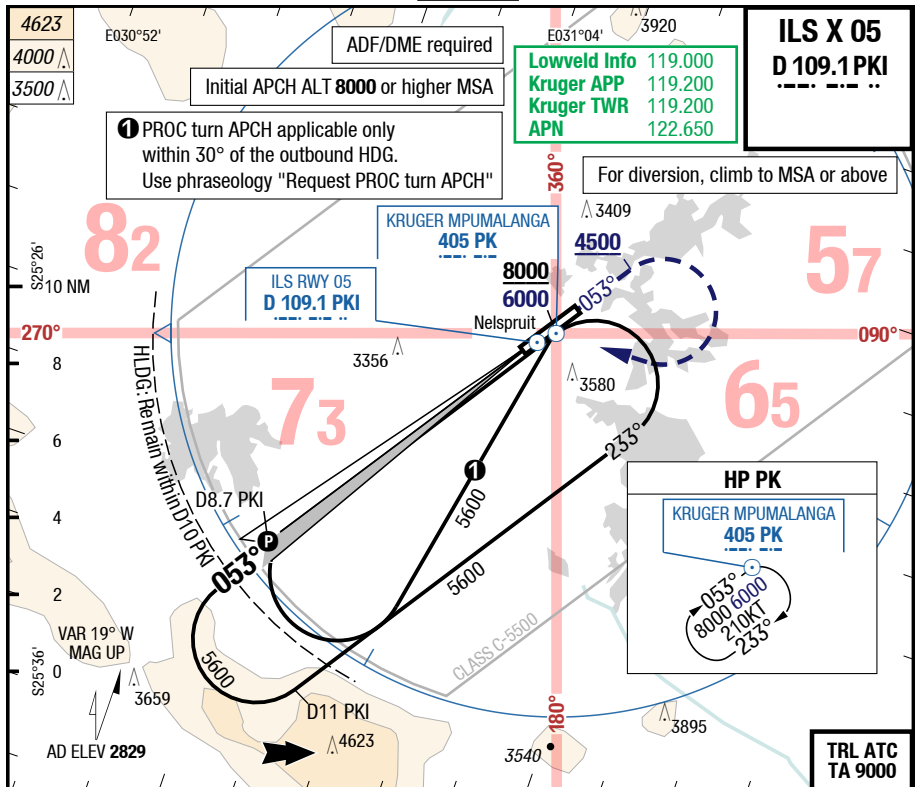 4623
4000
3500
E030°52'
ADF/DME required
Initial APCH ALT 8000 or higher MSA
1 PROC turn APCH applicable only
within 30° of the outbound HDG.
Use phraseology "Request PROC turn APCH"
E031°04'
3920
Lowveld Info 119.000
Kruger APP 119.200
Kruger TWR 119.200
APN 122.650
ILS X 05
D 109.1 PKI
For diversion, climb to MSA or above
360°
82
57
KRUGER MPUMALANGA
405 PK
3409
4500
ILS RWY 05
D 109.1 PKI
8000
6000
053°
Nelspruit
S25°26'
10 NM
270°
090°
8
3356
3580
73
65
6
233°
HLDG: Remain within D10 PKI
D8.7 PKI
1
5600
4
P
053°
5600
HP PK
KRUGER MPUMALANGA
405 PK
053°
8000 6000
210KT
233°
2
VAR 19° W
MAG UP
CLASS C-5500
S25°36'
0
5600
3659
D11 PKI
180°
3895
4623
AD ELEV 2829
3540
TRL ATC
TA 9000